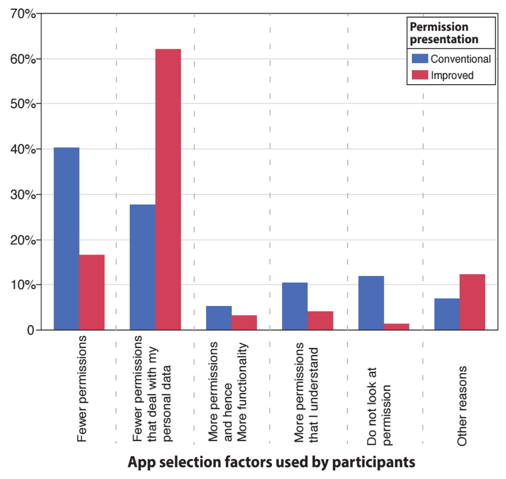 70%
60%
50%
40%
30%
20%
10%
0
Permission
presentation
Conventional
Improved
Fewer permissions
Fewer permissions
that deal with my
personal data
More permissions
and hence
More functionality
More permissions
that I understand
Do not look at
permission
Other reasons
App selection factors used by participants